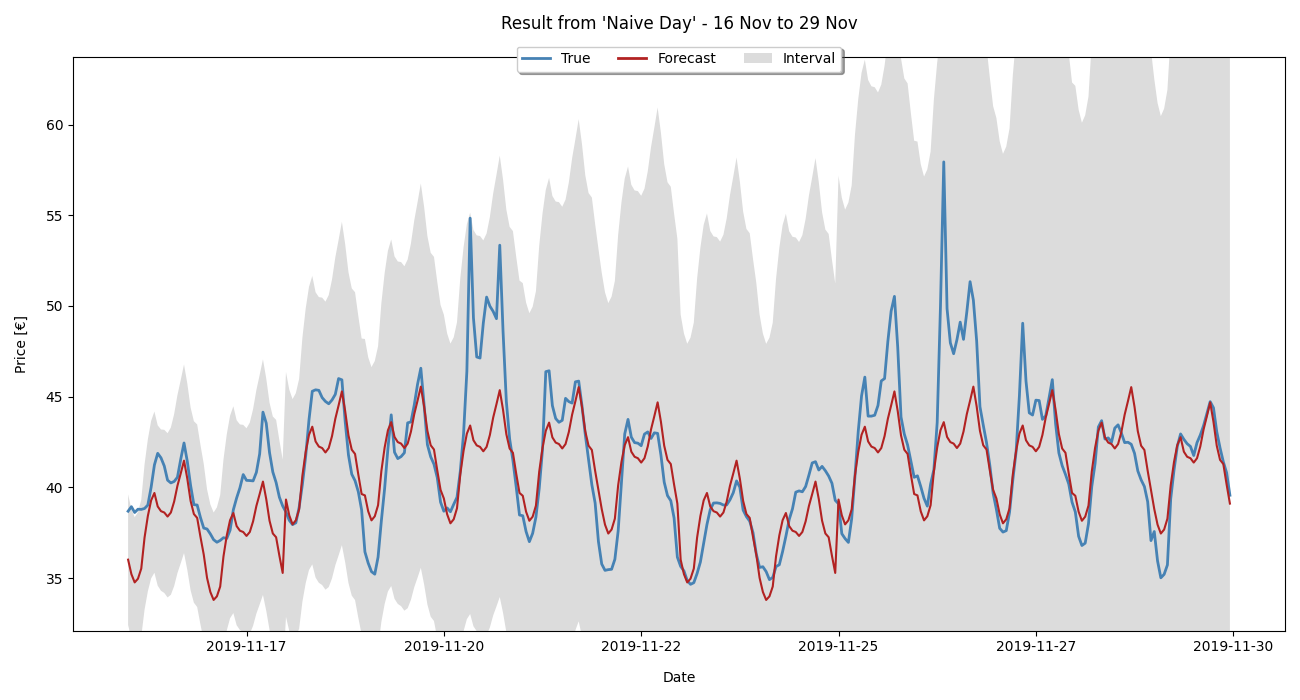 Result from 'Naive Day' - 16 Nov to 29 Nov
True Forecast Interval
Price [€]
60
55
50
45
40
35
2019-11-17 2019-11-20 2019-11-22 2019-11-25 2019-11-27 2019-11-30
Date